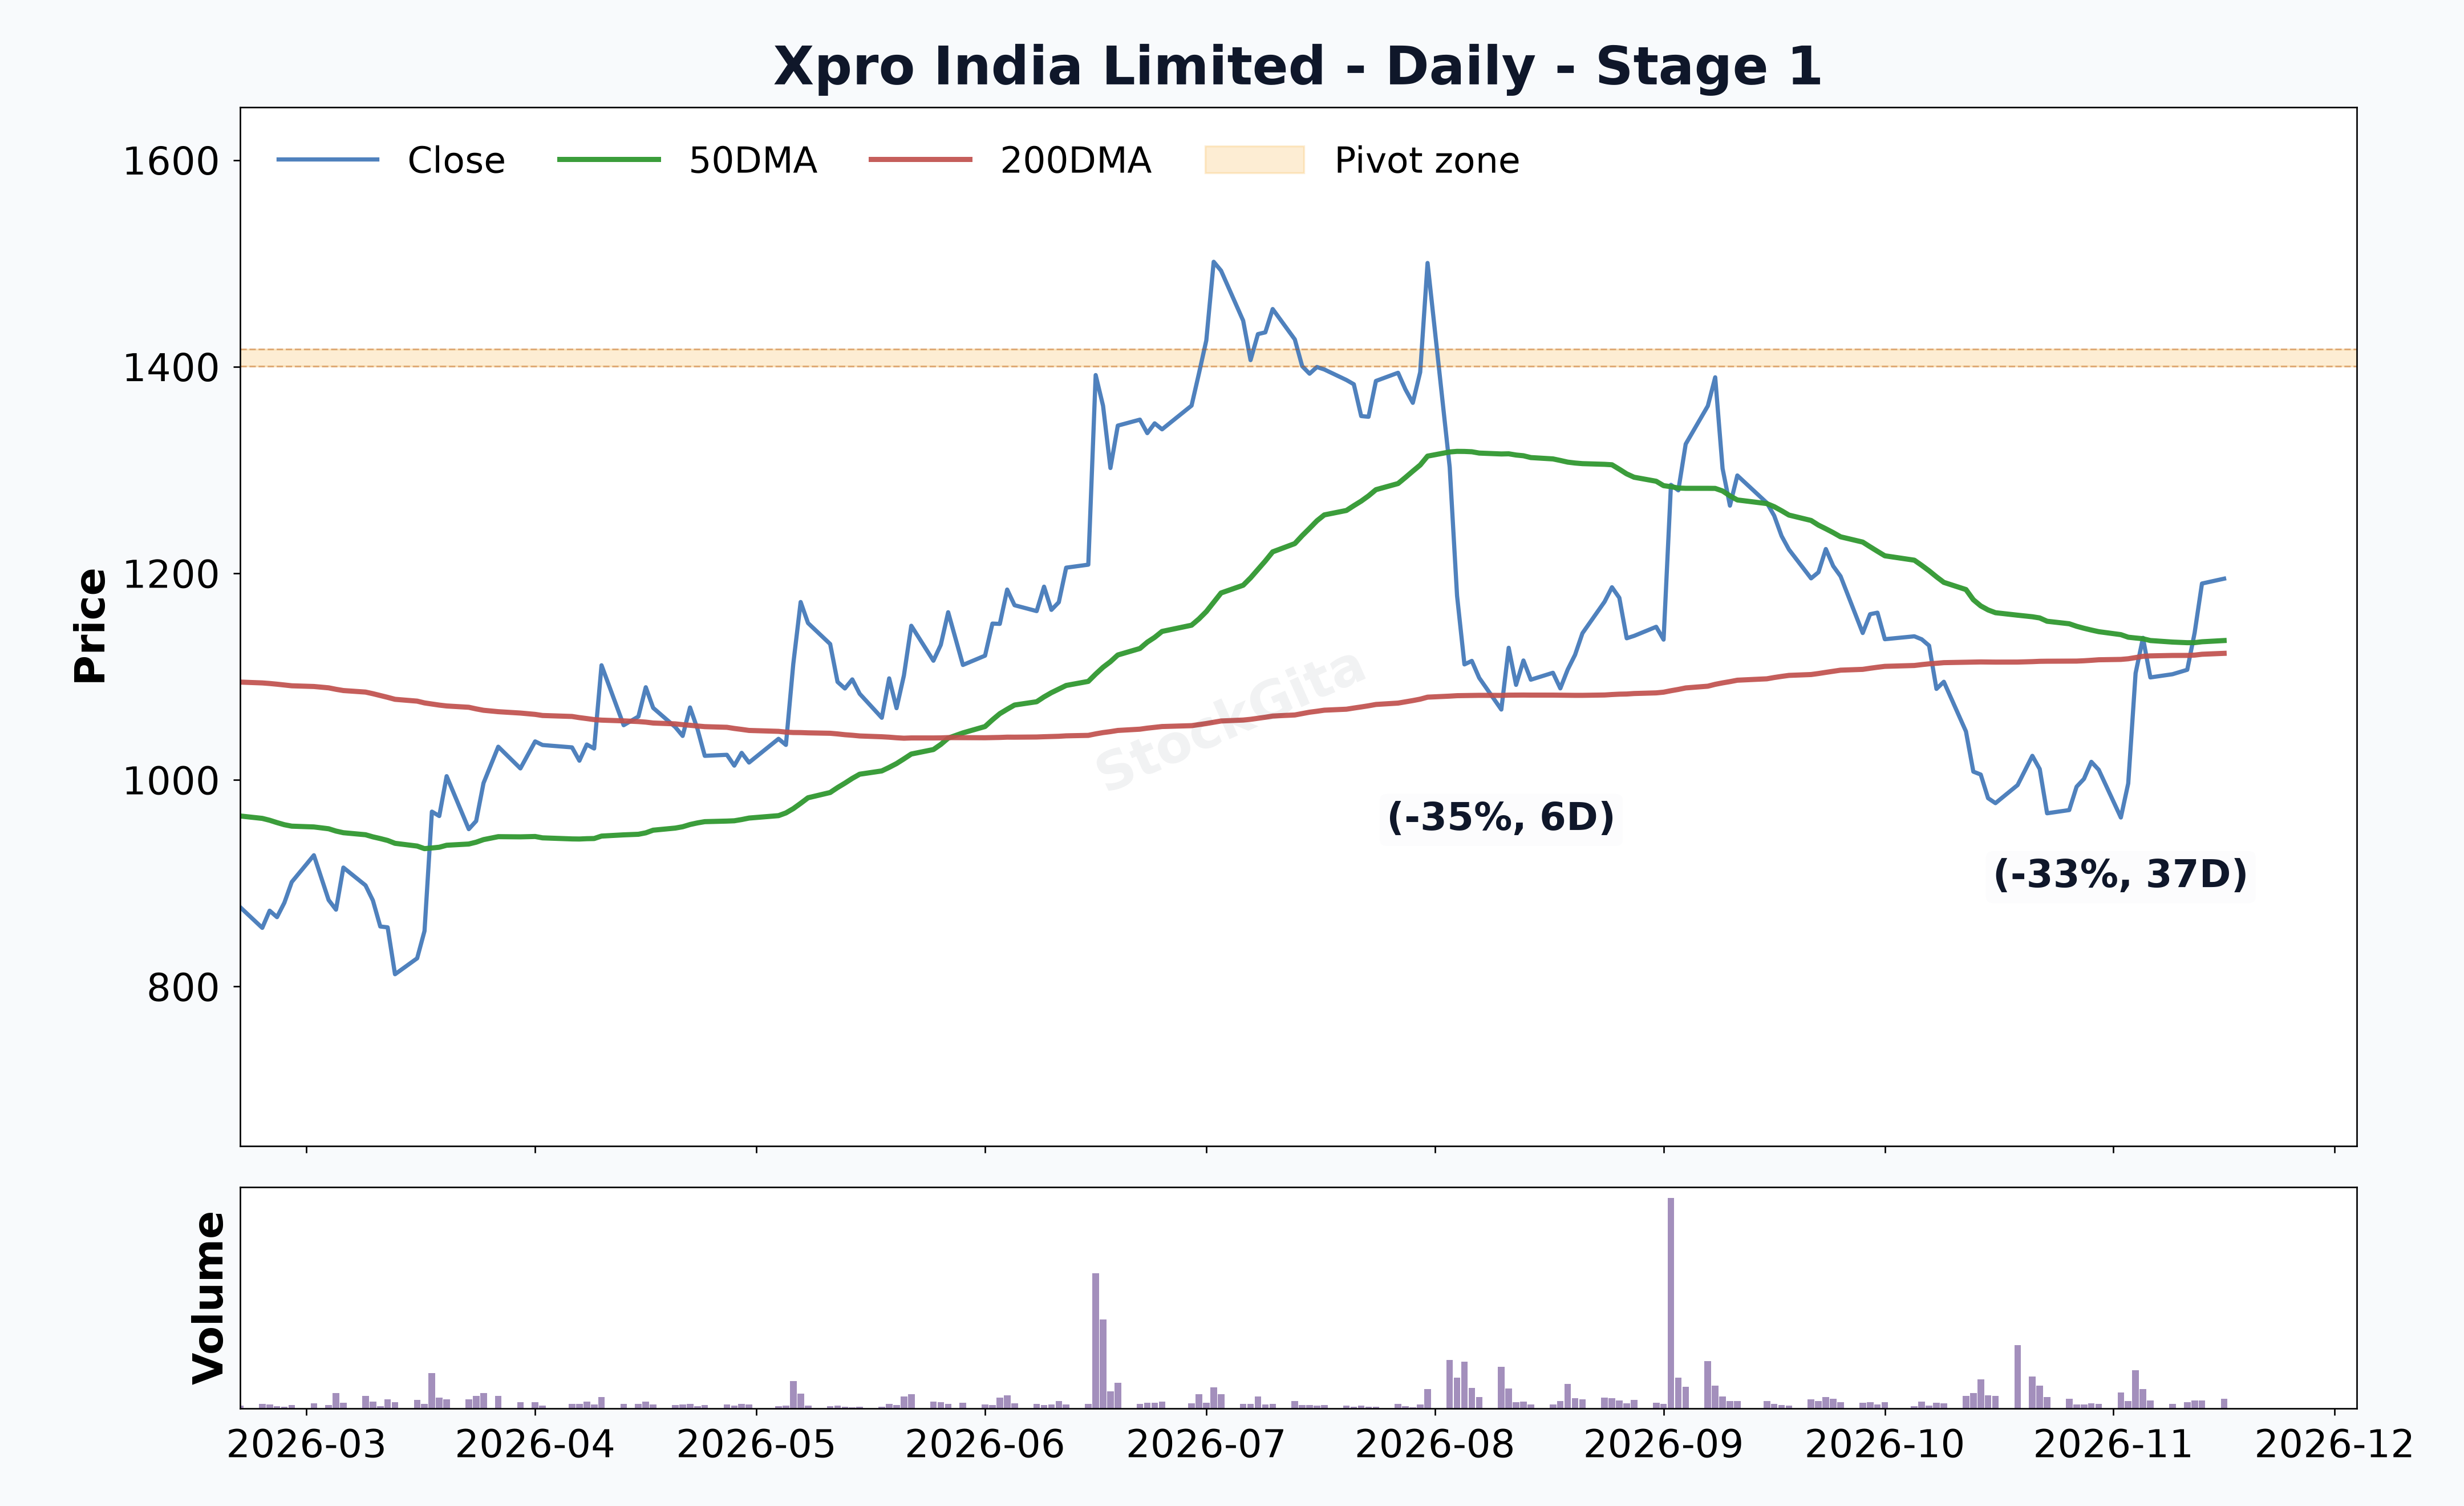 Xpro India Limited - Daily - Stage 1
Close 50DMA 200DMA Pivot zone
Price
1600
1400
1200
1000
800
StockGita
(-35%, 6D)
(-33%, 37D)
Volume
2026-03 2026-04 2026-05 2026-06 2026-07 2026-08 2026-09 2026-10 2026-11 2026-12